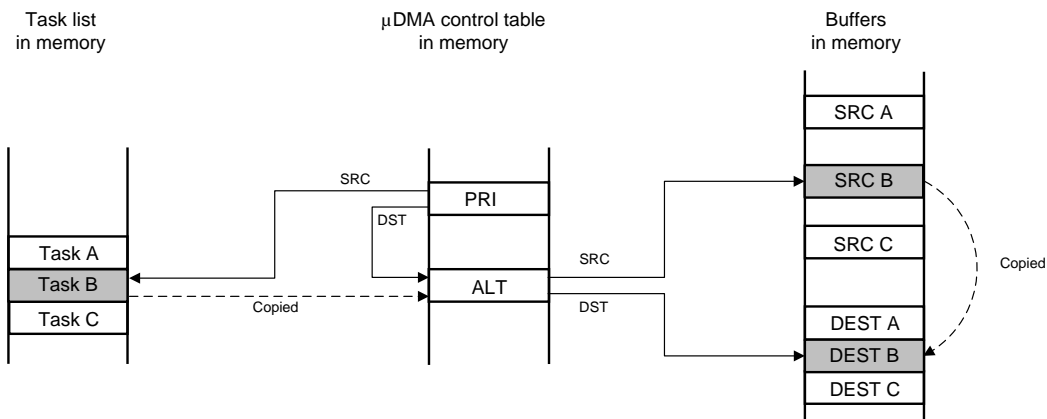 Task list
in memory
μDMA control table
in memory
Buffers
in memory
SRC A
SRC
PRI
SRC B
DST
Task A
SRC C
SRC
Task B
ALT
Copied
Copied
DST
Task C
DEST A
DEST B
DEST C